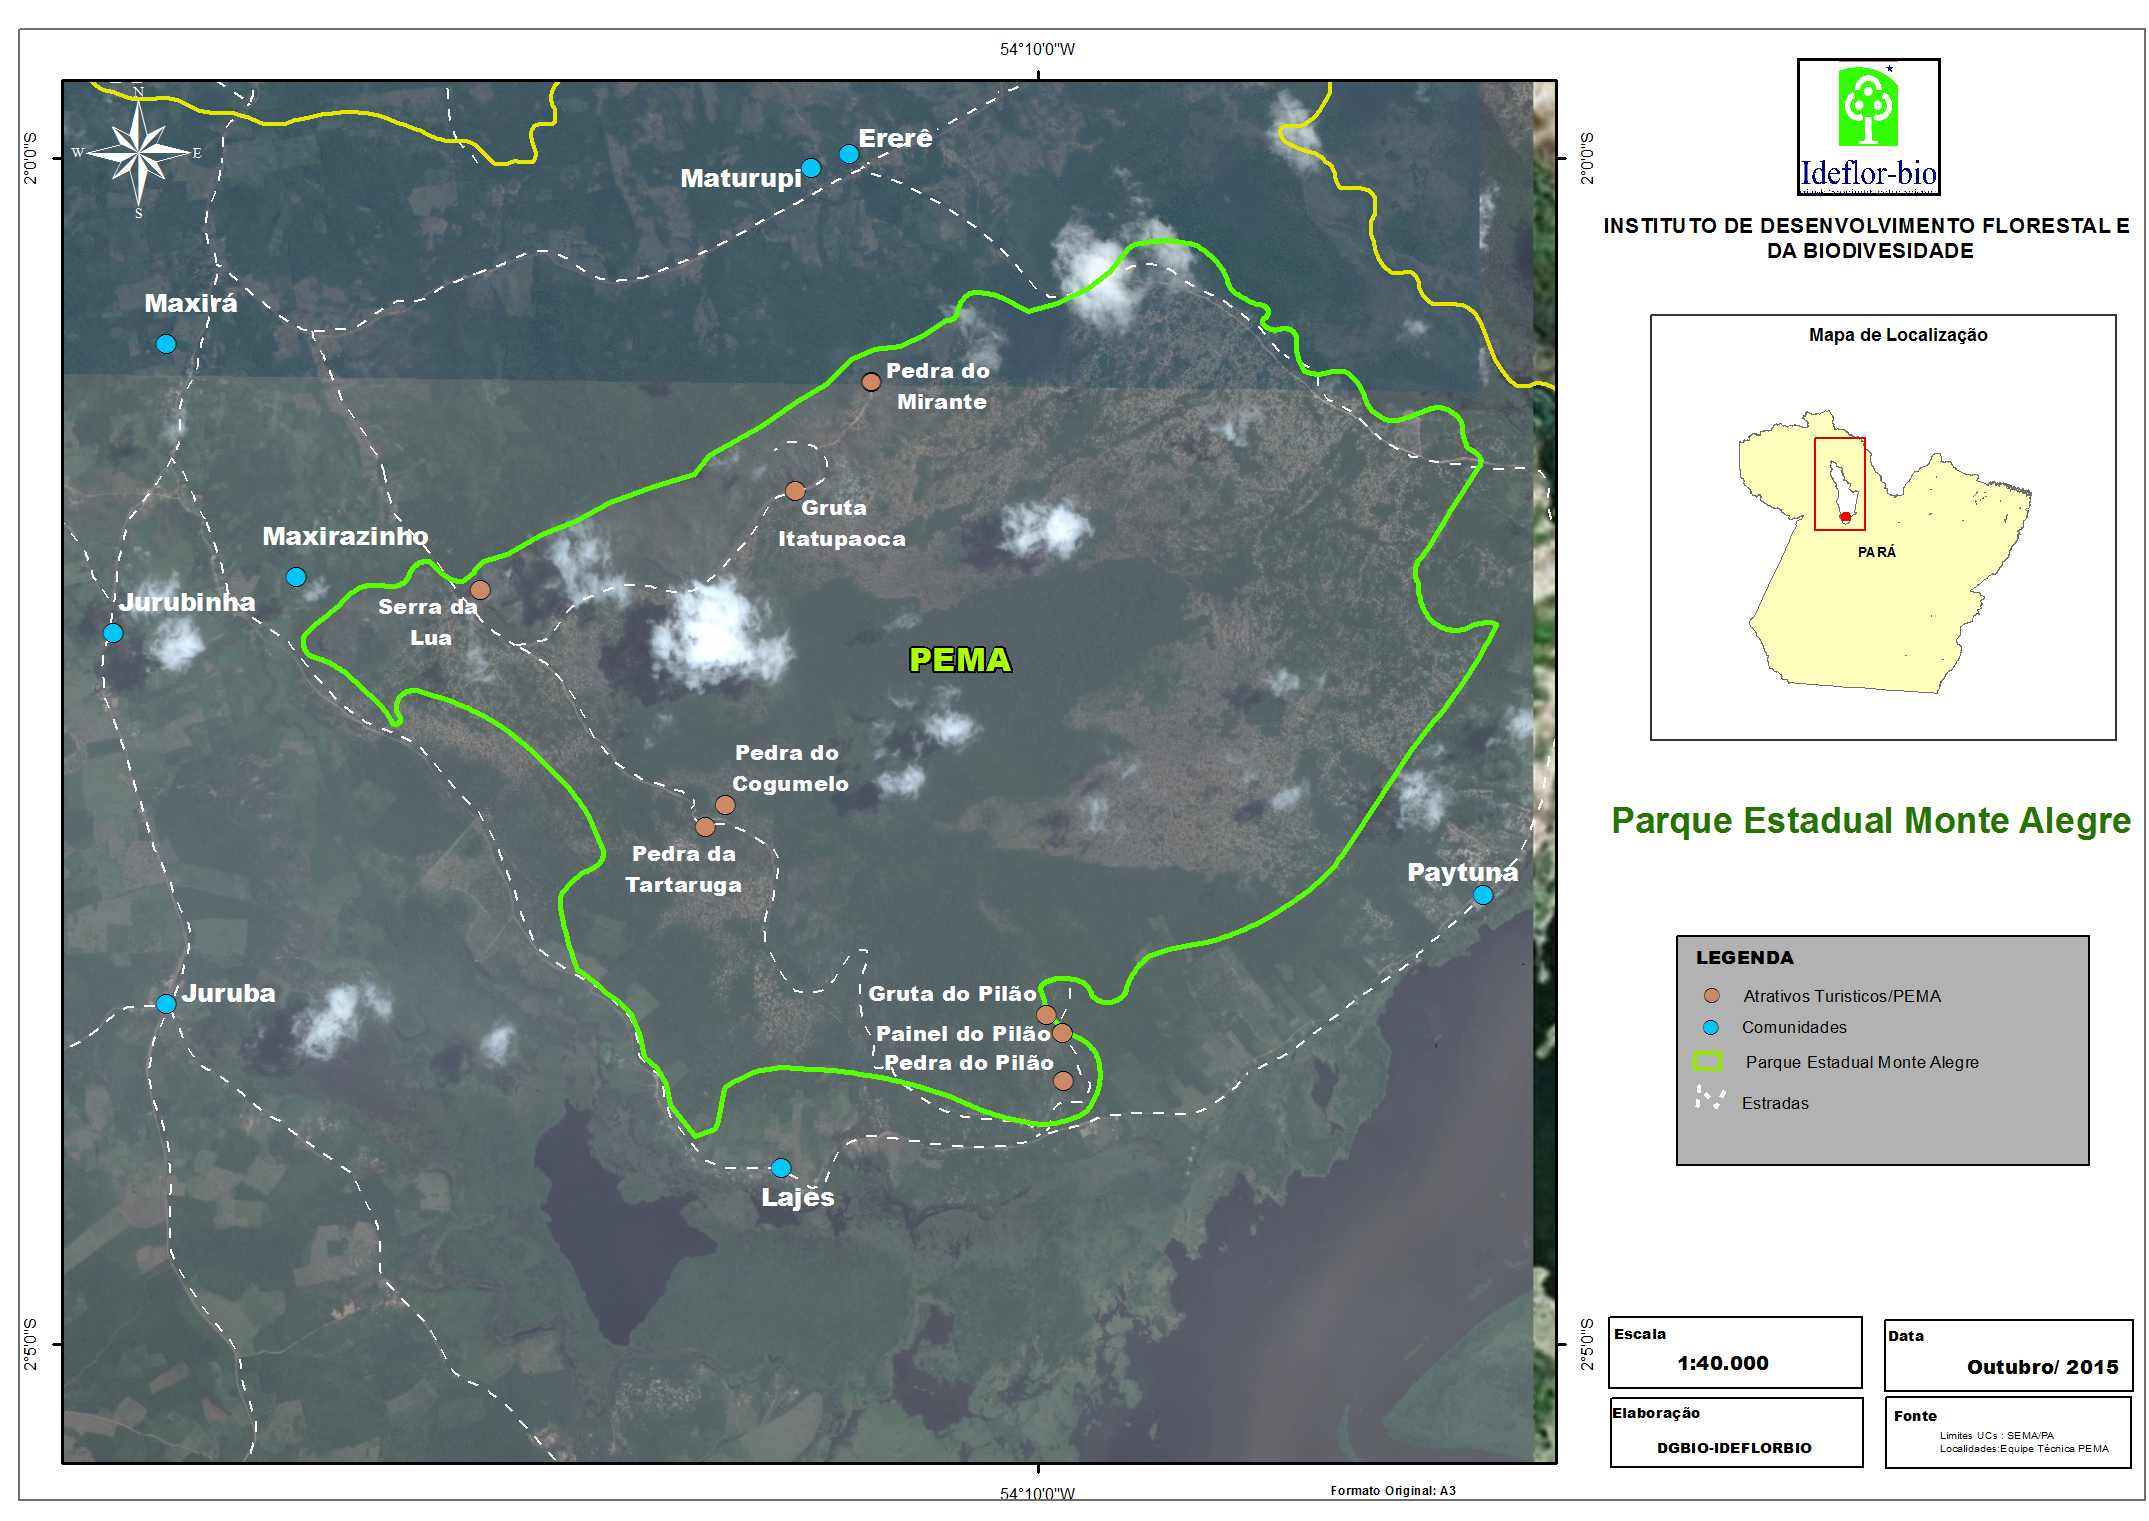 54°10'0"W
2°0'0"S
2°0'0"S
N
W
E
S
Ererê
Maturupi
Maxirá
Pedra do
Mirante
Gruta
Itatupaoca
Maxirazinho
Jurubinha
Serra da
Lua
PEMA
Pedra do
Cogumelo
Pedra da
Tartaruga
Paytuna
Juruba
Gruta do Pilão
Painel do Pilão
Pedra do Pilão
Lajes
2°5'0"S
2°5'0"S
54°10'0"W
Formato Original: A3
Ideflor-bio
INSTITUTO DE DESENVOLVIMENTO FLORESTAL E
DA BIODIVESIDADE
Mapa de Localização
PARÁ
Parque Estadual Monte Alegre
LEGENDA
Atrativos Turisticos/PEMA
Comunidades
Parque Estadual Monte Alegre
Estradas
Escala
1:40.000
Data
Outubro/ 2015
Elaboração
DGBIO-IDEFLORBIO
Fonte
Limites UCs : SEMA/PA
Localidades:Equipe Técnica PEMA